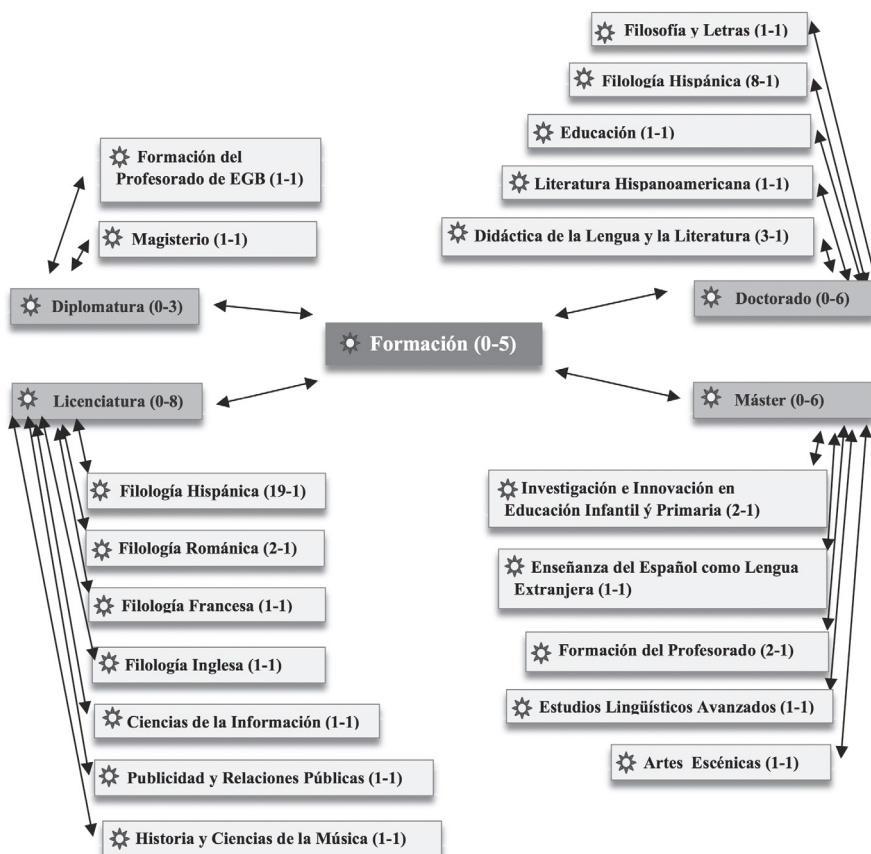 Filosofía y Letras (1-1)
Filología Hispánica (8-1)
Educación (1-1)
Literatura Hispanoamericana (1-1)
Didáctica de la Lengua y la Literatura (3-1)
Doctorado (0-6)
Formación del
Profesorado de EGB (1-1)
Magisterio (1-1)
Diplomatura (0-3)
Formación (0-5)
Licenciatura (0-8)
Filología Hispánica (19-1)
Filología Románica (2-1)
Filología Francesa (1-1)
Filología Inglesa (1-1)
Ciencias de la Información (1-1)
Publicidad y Relaciones Públicas (1-1)
Historia y Ciencias de la Música (1-1)
Máster (0-6)
Investigación e Innovación en
Educación Infantil ý Primaria (2-1)
Enseñanza del Español como Lengua
Extranjera (1-1)
Formación del Profesorado (2-1)
Estudios Lingüísticos Avanzados (1-1)
Artes Escénicas (1-1)